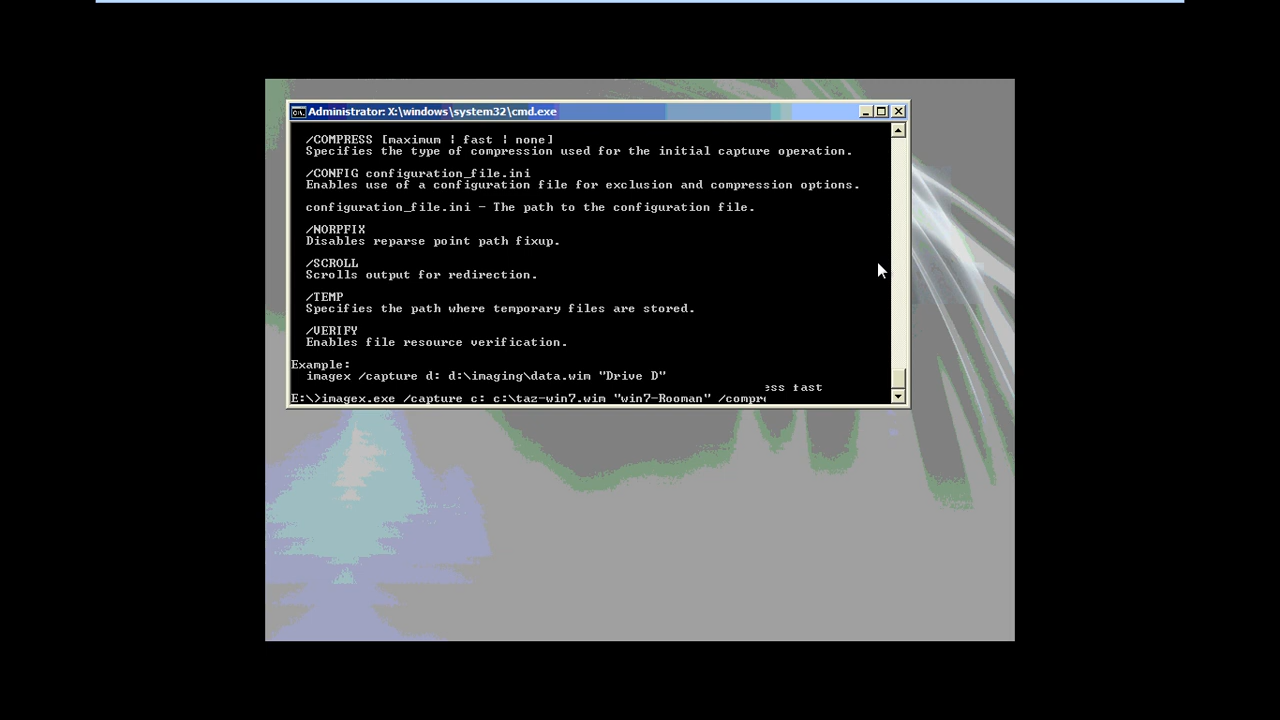 Administrator: X:\windows\system32\cmd.exe
/COMPRESS [maximum ¦ fast ¦ none]
Specifies the type of compression used for the initial capture operation.
/CONFIG configuration_file.ini
Enables use of a configuration file for exclusion and compression options.
configuration_file.ini - The path to the configuration file.
/NORPFIX
Disables reparse point path fixup.
/SCROLL
Scrolls output for redirection.
/TEMP
Specifies the path where temporary files are stored.
/VERIFY
Enables file resource verification.
Example:
imagex /capture d: d:\imaging\data.wim "Drive D"
ess fast
E:\>imagex.exe /capture c: c:\taz-win7.wim "win7-Rooman" /compr